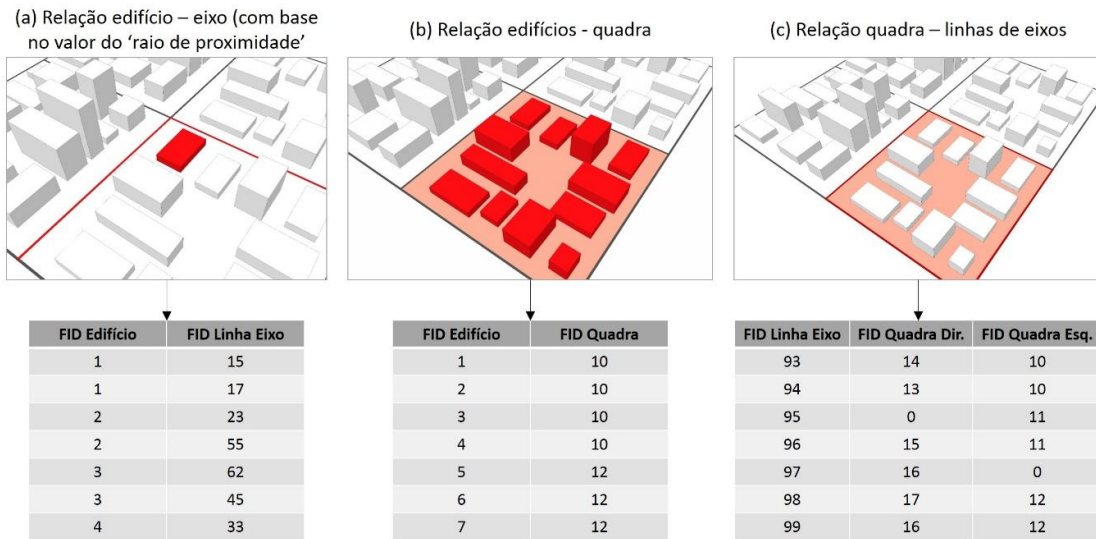 (a) Relação edifício – eixo (com base
no valor do ‘raio de proximidade’
(b) Relação edifícios - quadra
(c) Relação quadra – linhas de eixos
FID Edifício FID Linha Eixo
1 15
1 17
2 23
2 55
3 62
3 45
4 33
FID Edifício FID Quadra
1 10
2 10
3 10
4 10
5 12
6 12
7 12
FID Linha Eixo FID Quadra Dir. FID Quadra Esq.
93 14 10
94 13 10
95 0 11
96 15 11
97 16 0
98 17 12
99 16 12